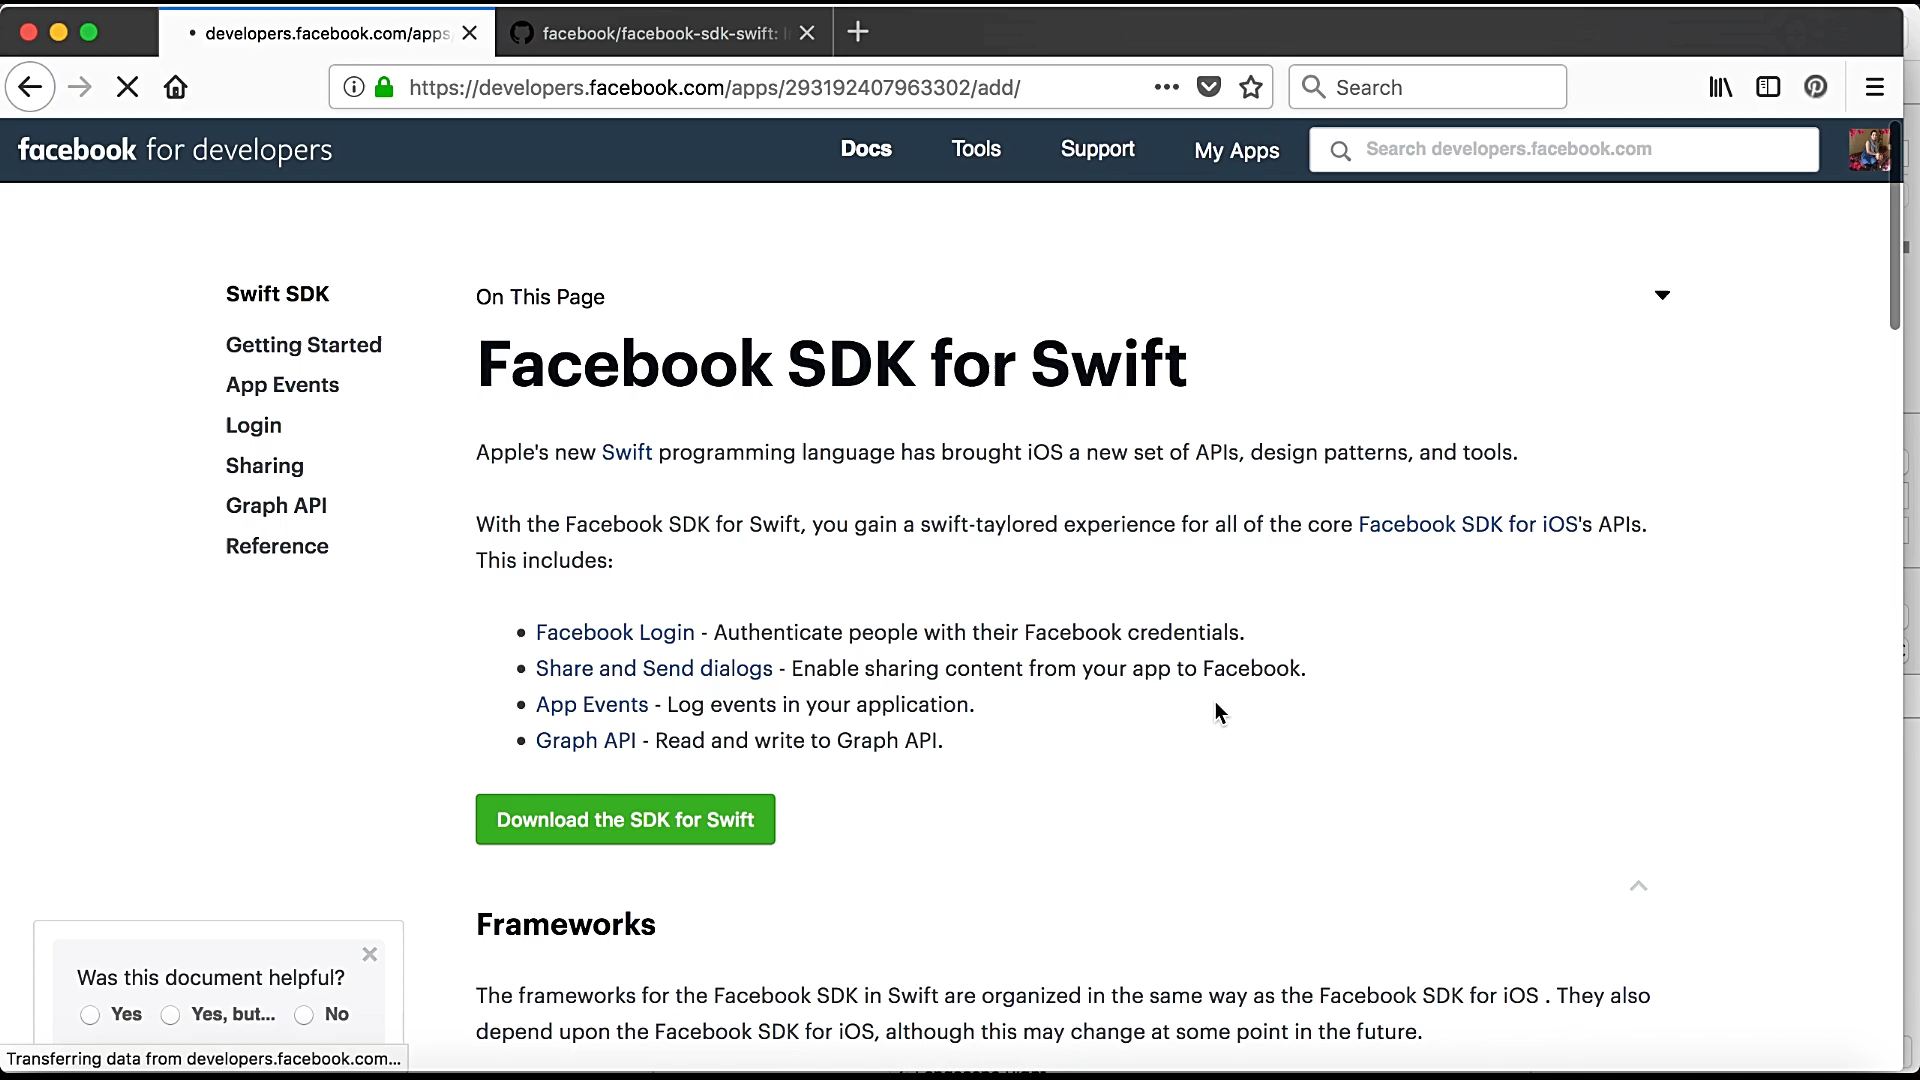 developers.facebook.com/apps
facebook/facebook-sdk-swift:
https://developers.facebook.com/apps/293192407963302/add/
Search
facebook for developers
Docs
Tools
Support
My Apps
Search developers.facebook.com
Swift SDK
Getting Started
App Events
Login
Sharing
Graph API
Reference
On This Page
Facebook SDK for Swift
Apple's new Swift programming language has brought iOS a new set of APIs, design patterns, and tools.
With the Facebook SDK for Swift, you gain a swift-taylored experience for all of the core Facebook SDK for iOS's APIs.
This includes:
• Facebook Login - Authenticate people with their Facebook credentials.
• Share and Send dialogs - Enable sharing content from your app to Facebook.
• App Events - Log events in your application.
• Graph API - Read and write to Graph API.
Download the SDK for Swift
Frameworks
The frameworks for the Facebook SDK in Swift are organized in the same way as the Facebook SDK for iOS . They also
depend upon the Facebook SDK for iOS, although this may change at some point in the future.
Was this document helpful?
Yes
Yes, but...
No
Transferring data from developers.facebook.com...